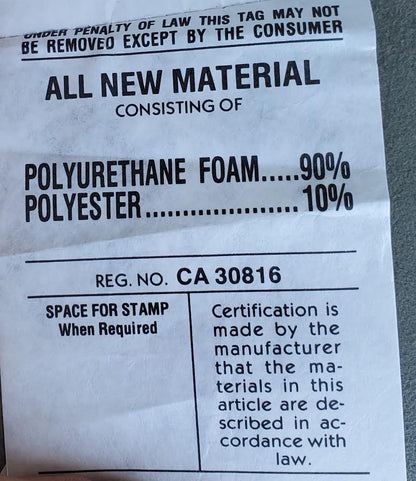 UNDER PENALTY OF LAW THIS TAG MAY NOT
BE REMOVED EXCEPT BY THE CONSUMER
ALL NEW MATERIAL
CONSISTING OF
POLYURETHANE FOAM.....90%
POLYESTER....................10%
REG. NO. CA 30816
SPACE FOR STAMP
When Required
Certification is
made by the
manufacturer
that the ma-
terials in this
article are de-
scribed in ac-
cordance with
law.